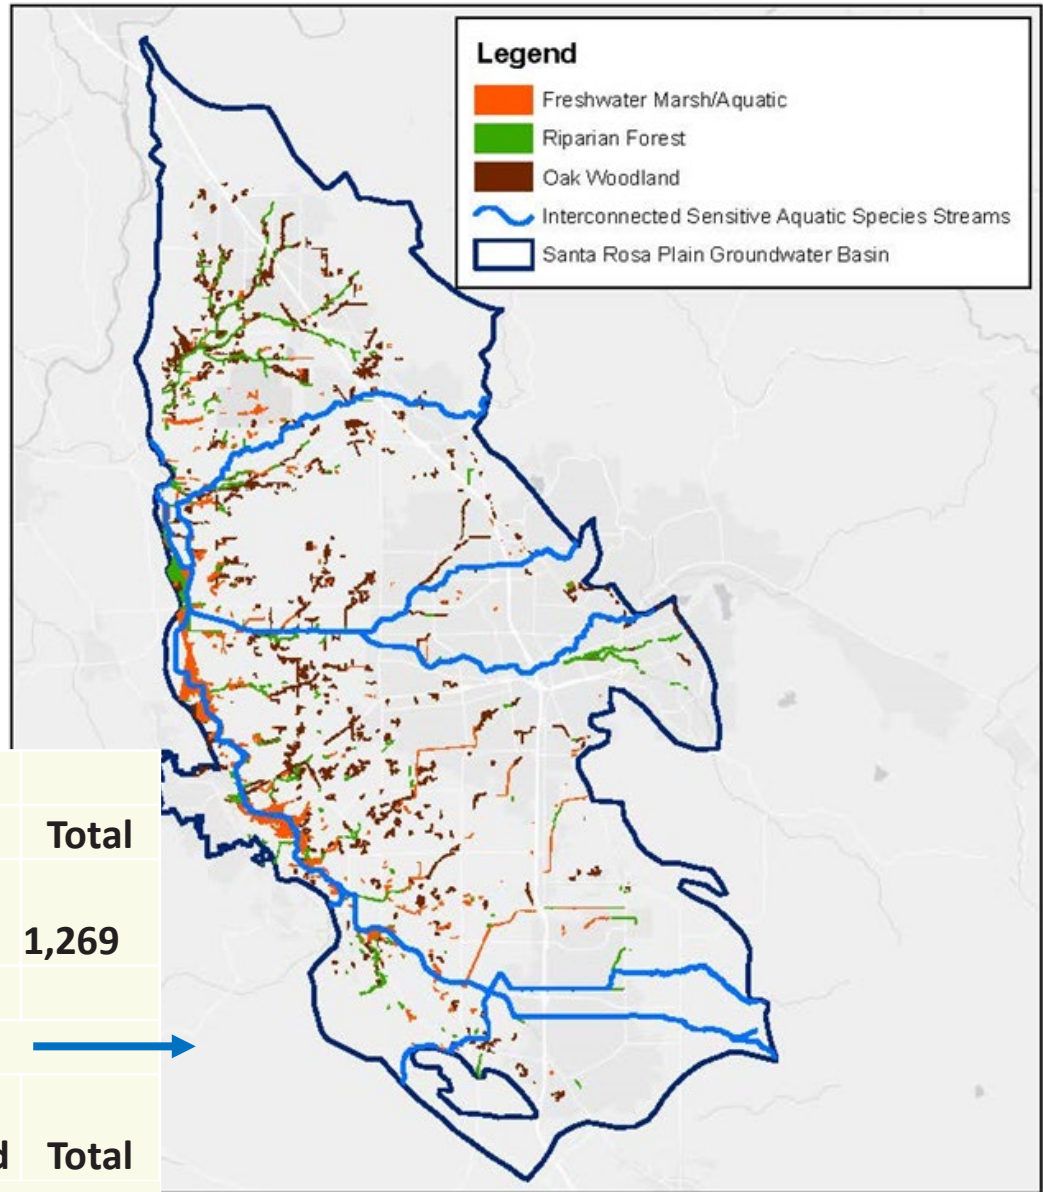 Legend
Freshwater Marsh/Aquatic
Riparian Forest
Oak Woodland
Interconnected Sensitive Aquatic Species Streams
Santa Rosa Plain Groundwater Basin
Total
1,269
Total